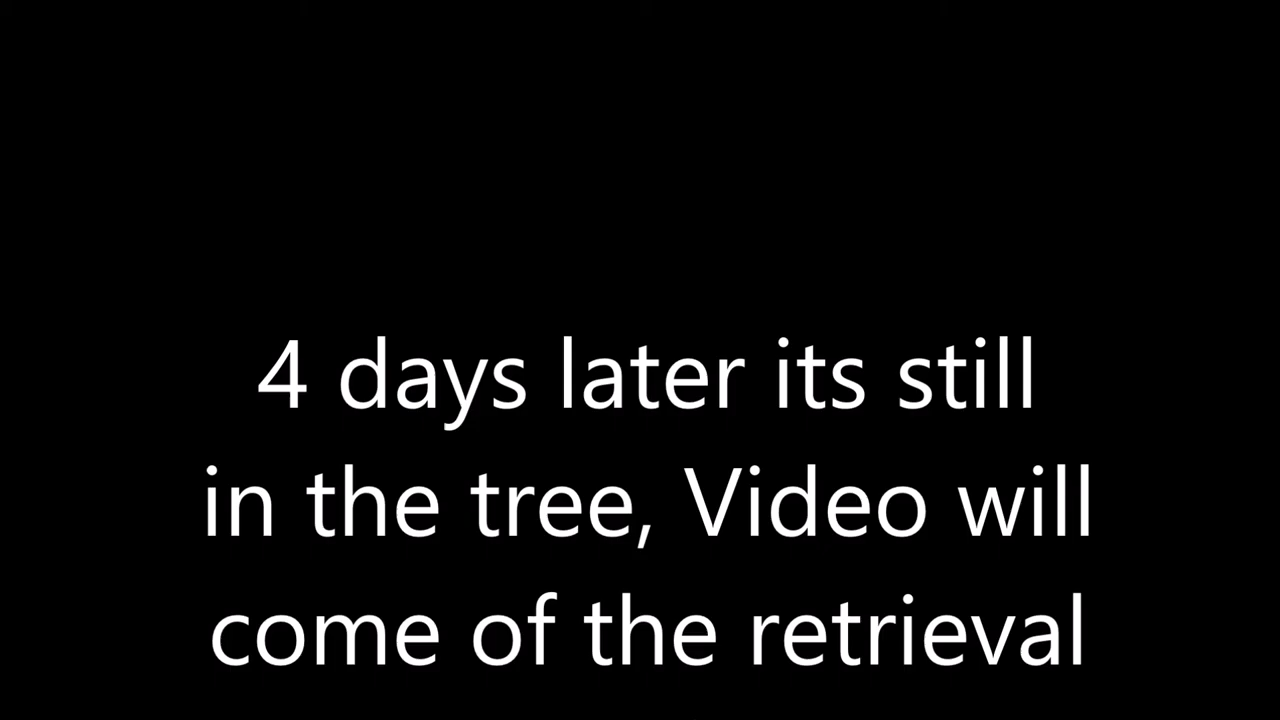 4 days later its still
in the tree, Video will
come of the retrieval